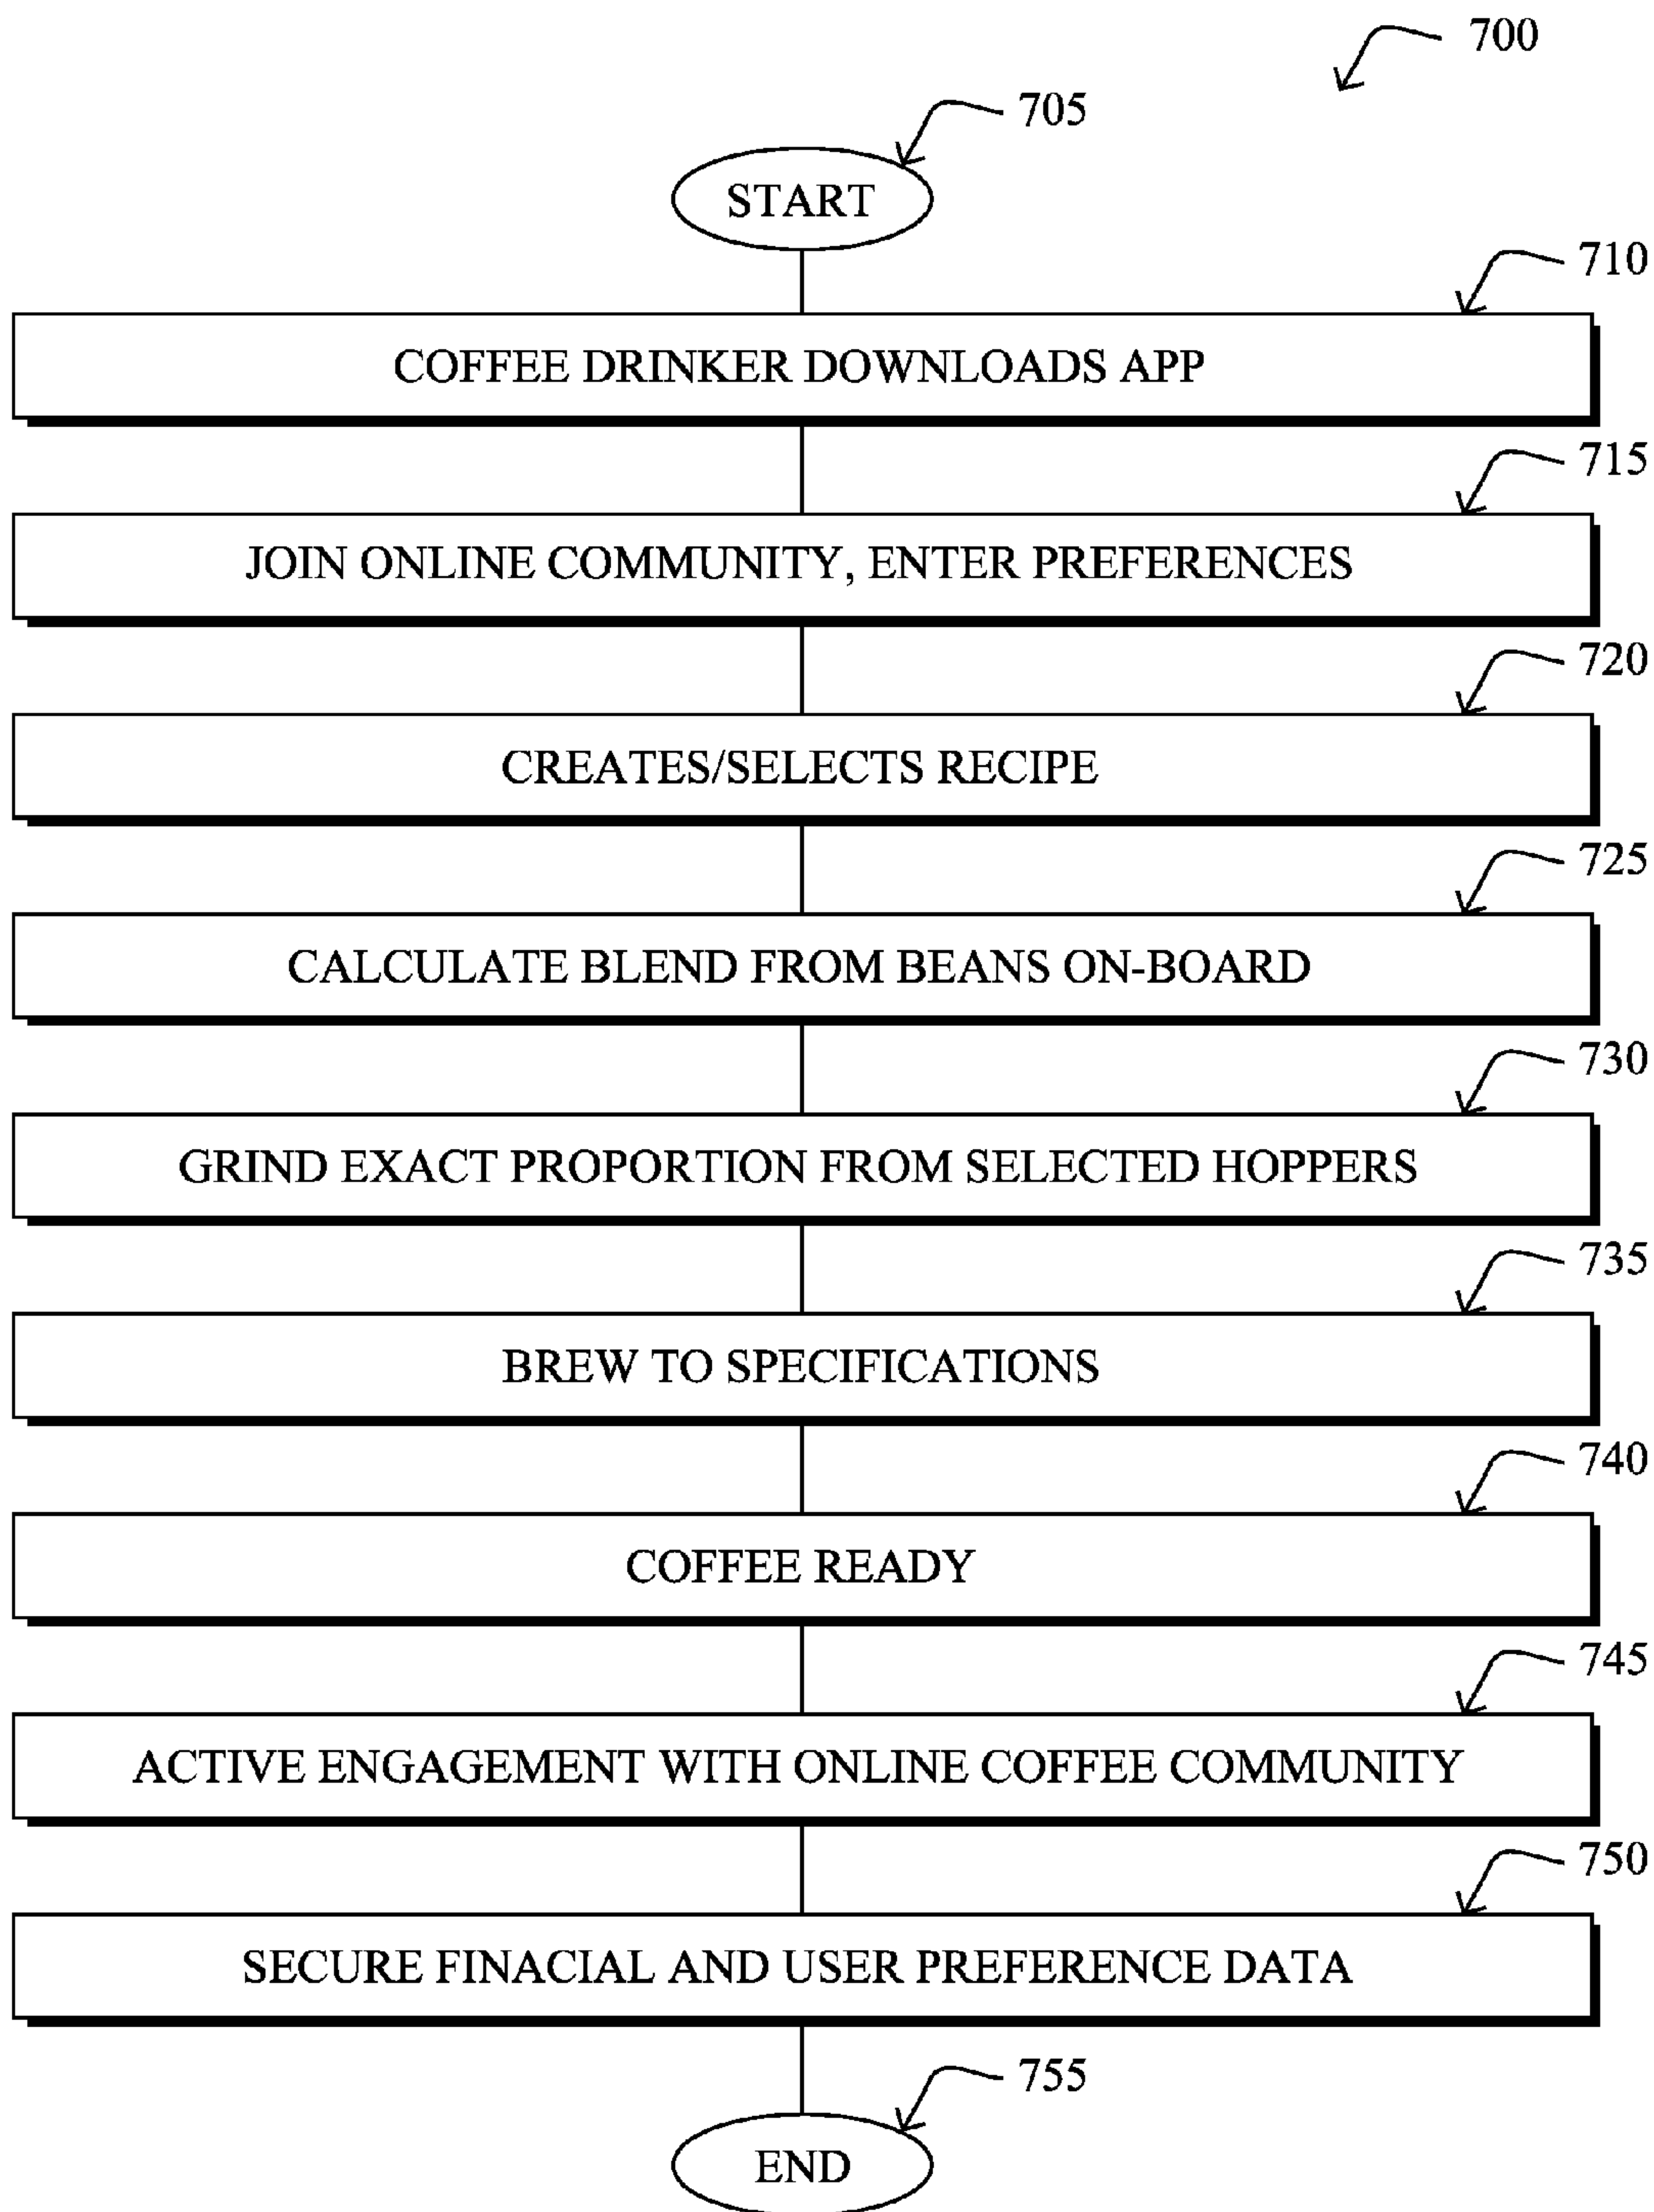 700
705
START
710
COFFEE DRINKER DOWNLOADS APP
715
JOIN ONLINE COMMUNITY, ENTER PREFERENCES
720
CREATES/SELECTS RECIPE
725
CALCULATE BLEND FROM BEANS ON-BOARD
730
GRIND EXACT PROPORTION FROM SELECTED HOPPERS
735
BREW TO SPECIFICATIONS
740
COFFEE READY
745
ACTIVE ENGAGEMENT WITH ONLINE COFFEE COMMUNITY
750
SECURE FINACIAL AND USER PREFERENCE DATA
755
END